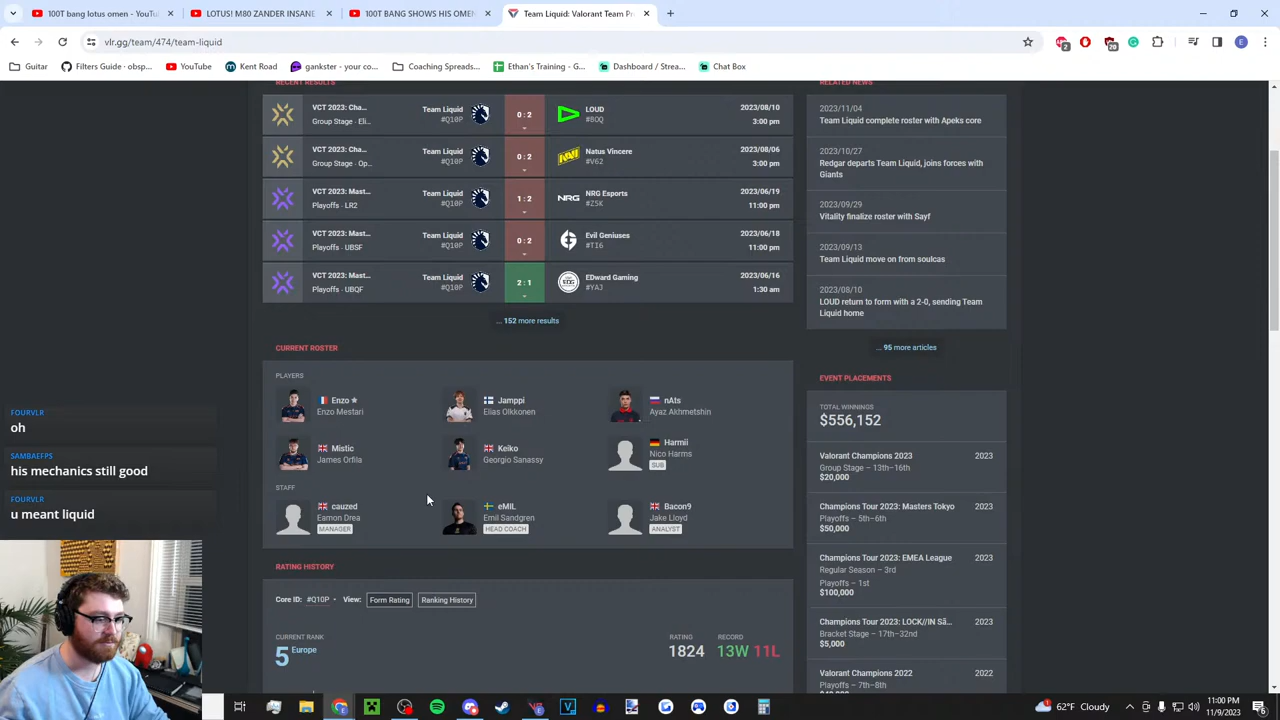 100T bang lotus omen - YouTu
LOTUS! M80 ZANDER INSANE
100T BANG SHOWS HIS OMEN
Team Liquid: Valorant Team Pr
vlr.gg/team/474/team-liquid
Guitar
Filters Guide (obsp...
YouTube
Kent Road
gankster - your co...
Coaching Spreads...
Ethan's Training - G...
Dashboard / Strea...
Chat Box
RECENT RESULTS
VCT 2023: Cha...
Group Stage - Eli...
Team Liquid
#Q10P
0 : 2
LOUD
#BOQ
2023/08/10
3:00 pm
VCT 2023: Cha...
Group Stage - Op...
Team Liquid
#Q10P
0 : 2
Natus Vincere
#V62
2023/08/06
3:00 pm
VCT 2023: Mast...
Playoffs - LR2
Team Liquid
#Q10P
1 : 2
NRG Esports
#Z5K
2023/06/19
11:00 pm
VCT 2023: Mast...
Playoffs - UBSF
Team Liquid
#Q10P
0 : 2
Evil Geniuses
#TI6
2023/06/18
11:00 pm
VCT 2023: Mast...
Playoffs - UBQF
Team Liquid
#Q10P
2 : 1
EDward Gaming
#YAJ
2023/06/16
1:30 am
... 152 more results
CURRENT ROSTER
PLAYERS
Enzo
Enzo Mestari
Jamppi
Elias Olkkonen
nAts
Ayaz Akhmetshin
Mistic
James Orfila
Keiko
Georgio Sanassy
Harmii
Nico Harms
SUB
STAFF
cauzed
Eamon Drea
MANAGER
eMIL
Emil Sandgren
HEAD COACH
Bacon9
Jake Lloyd
ANALYST
RATING HISTORY
Core ID: #Q10P • View: Form Rating Ranking History
CURRENT RANK
5 Europe
RATING
1824
RECORD
13W 11L
RELATED NEWS
2023/11/04
Team Liquid complete roster with Apeks core
2023/10/27
Redgar departs Team Liquid, joins forces with
Giants
2023/09/29
Vitality finalize roster with Sayf
2023/09/13
Team Liquid move on from soulcas
2023/08/10
LOUD return to form with a 2-0, sending Team
Liquid home
... 95 more articles
EVENT PLACEMENTS
TOTAL WINNINGS
$556,152
Valorant Champions 2023
2023
Group Stage – 13th–16th
$20,000
Champions Tour 2023: Masters Tokyo
2023
Playoffs – 5th–6th
$50,000
Champions Tour 2023: EMEA League
2023
Regular Season – 3rd
Playoffs – 1st
$100,000
Champions Tour 2023: LOCK//IN Sã...
2023
Bracket Stage – 17th–32nd
$5,000
Valorant Champions 2022
2022
Playoffs – 7th–8th
FOURVLR
oh
SAMBAEFPS
his mechanics still good
FOURVLR
u meant liquid
62°F Cloudy
11:00 PM
11/9/2023